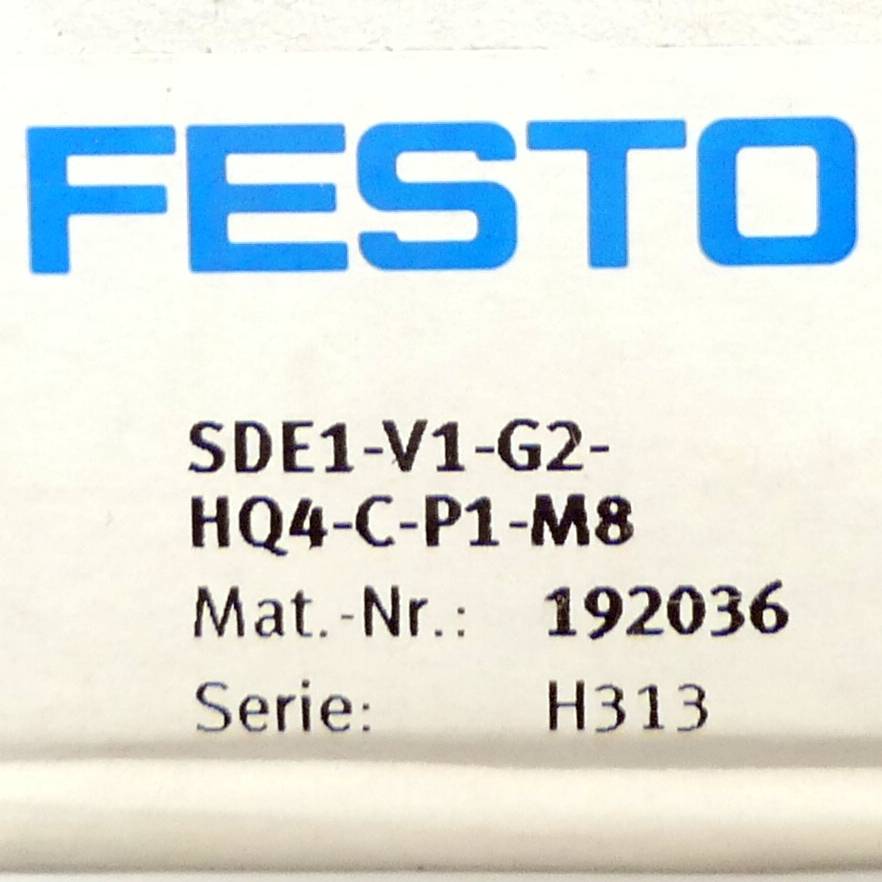 FESTO
SDE1-V1-G2-
HQ4-C-P1-M8
Mat.-Nr.: 192036
Serie: H313